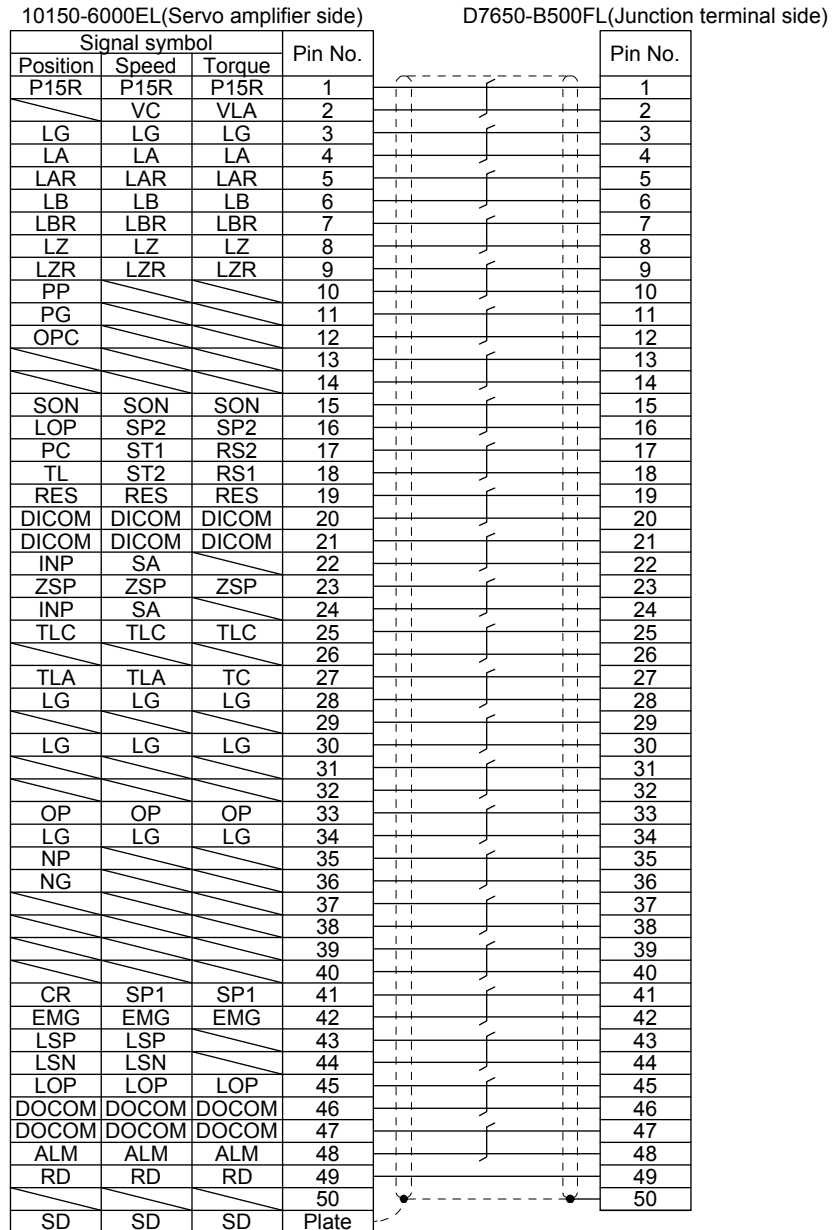 10150-6000EL(Servo amplifier side) D7650-B500FL(Junction terminal side)
Signal symbol Pin No. Pin No.
Position Speed Torque
P15R P15R P15R 1 1
VC VLA 2 2
LG LG LG 3 3
LA LA LA 4 4
LAR LAR LAR 5 5
LB LB LB 6 6
LBR LBR LBR 7 7
LZ LZ LZ 8 8
LZR LZR LZR 9 9
PP 10 10
PG 11 11
OPC 12 12
13 13
14 14
SON SON SON 15 15
LOP SP2 SP2 16 16
PC ST1 RS2 17 17
TL ST2 RS1 18 18
RES RES RES 19 19
DICOM DICOM DICOM 20 20
DICOM DICOM DICOM 21 21
INP SA 22 22
ZSP ZSP ZSP 23 23
INP SA 24 24
TLC TLC TLC 25 25
26 26
TLA TLA TC 27 27
LG LG LG 28 28
29 29
LG LG LG 30 30
31 31
32 32
OP OP OP 33 33
LG LG LG 34 34
NP 35 35
NG 36 36
37 37
38 38
39 39
40 40
CR SP1 SP1 41 41
EMG EMG EMG 42 42
LSP LSP 43 43
LSN LSN 44 44
LOP LOP LOP 45 45
DOCOM DOCOM DOCOM 46 46
DOCOM DOCOM DOCOM 47 47
ALM ALM ALM 48 48
RD RD RD 49 49
50 50
SD SD SD Plate